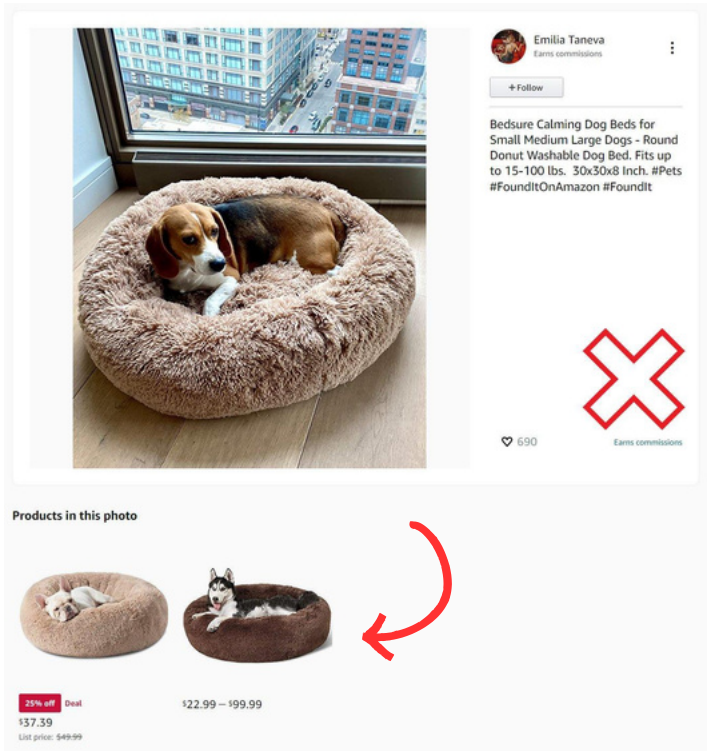 Emilia Taneva
Earns commissions
+Follow
Bedsure Calming Dog Beds for
Small Medium Large Dogs - Round
Donut Washable Dog Bed. Fits up
to 15-100 lbs. 30x30x8 Inch. #Pets
#FoundItOnAmazon #FoundIt
690
Earns commissions
Products in this photo
25% off Deal
$37.39
List price: $49.99
$22.99 – $99.99